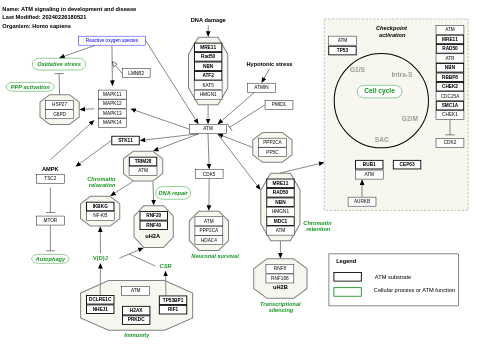 Name: ATM signaling in development and disease
Last Modified: 20240226180521
Organism: Homo sapiens
DNA damage
Reactive oxygen species
Oxidative stress
LMNB2
PPP activation
HSP27
G6PD
MAPK11
MAPK12
MAPK13
MAPK14
MRE11
Rad50
NBN
ATF2
KAT5
HMGN1
Hypotonic stress
ATMIN
PMID1
ATM
STK11
PPP2CA
PP5C
AMPK
TSC2
TRIM28
ATM
CDK5
Chromatin
relaxation
DNA repair
IKBKG
NF-KB
RNF20
RNF40
uH2A
ATM
PPP2CA
HDAC4
Neuronal survival
MTOR
Autophagy
V(D)J
CSR
MRE11
RAD50
NBN
HMGN1
MDC1
ATM
Chromatin
retention
RNF8
RNF168
uH2B
Transcriptional
silencing
ATM
DCLRE1C
NHEJ1
H2AX
PRKDC
TP53BP1
RIF1
Immunity
Checkpoint
activation
ATM
TP53
G1/S
Intra-S
Cell cycle
G2/M
SAC
ATM
MRE11
RAD50
ATR
NBN
RBBP8
CHEK2
CDC25A
SMC1A
CHEK1
CDK2
BUB1
ATM
CEP63
AURKB
Legend
ATM substrate
Cellular process or ATM function